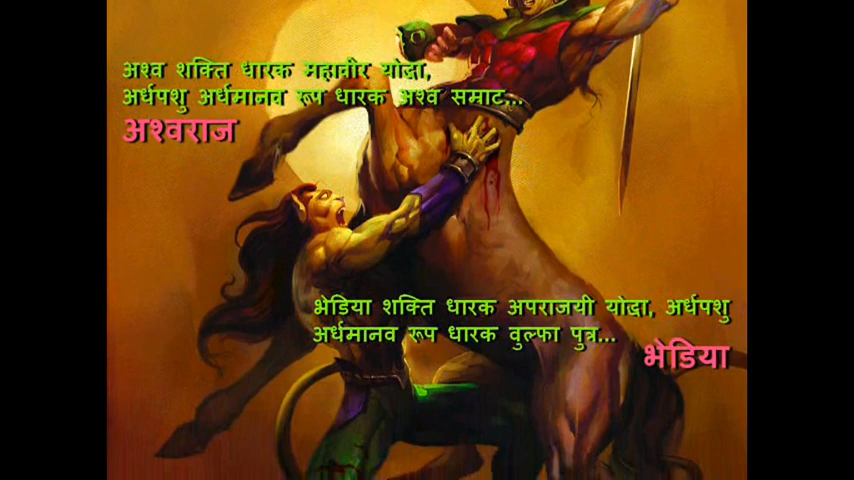 अश्व शक्ति धारक महावीर योद्धा,
अर्धपशु अर्धमानव रूप धारक अश्व सम्राट...
अश्वराज
भेडिया शक्ति धारक अपराजयी योद्धा, अर्धपशु
अर्धमानव रूप धारक वुल्फा पुत्र...
भेडिया